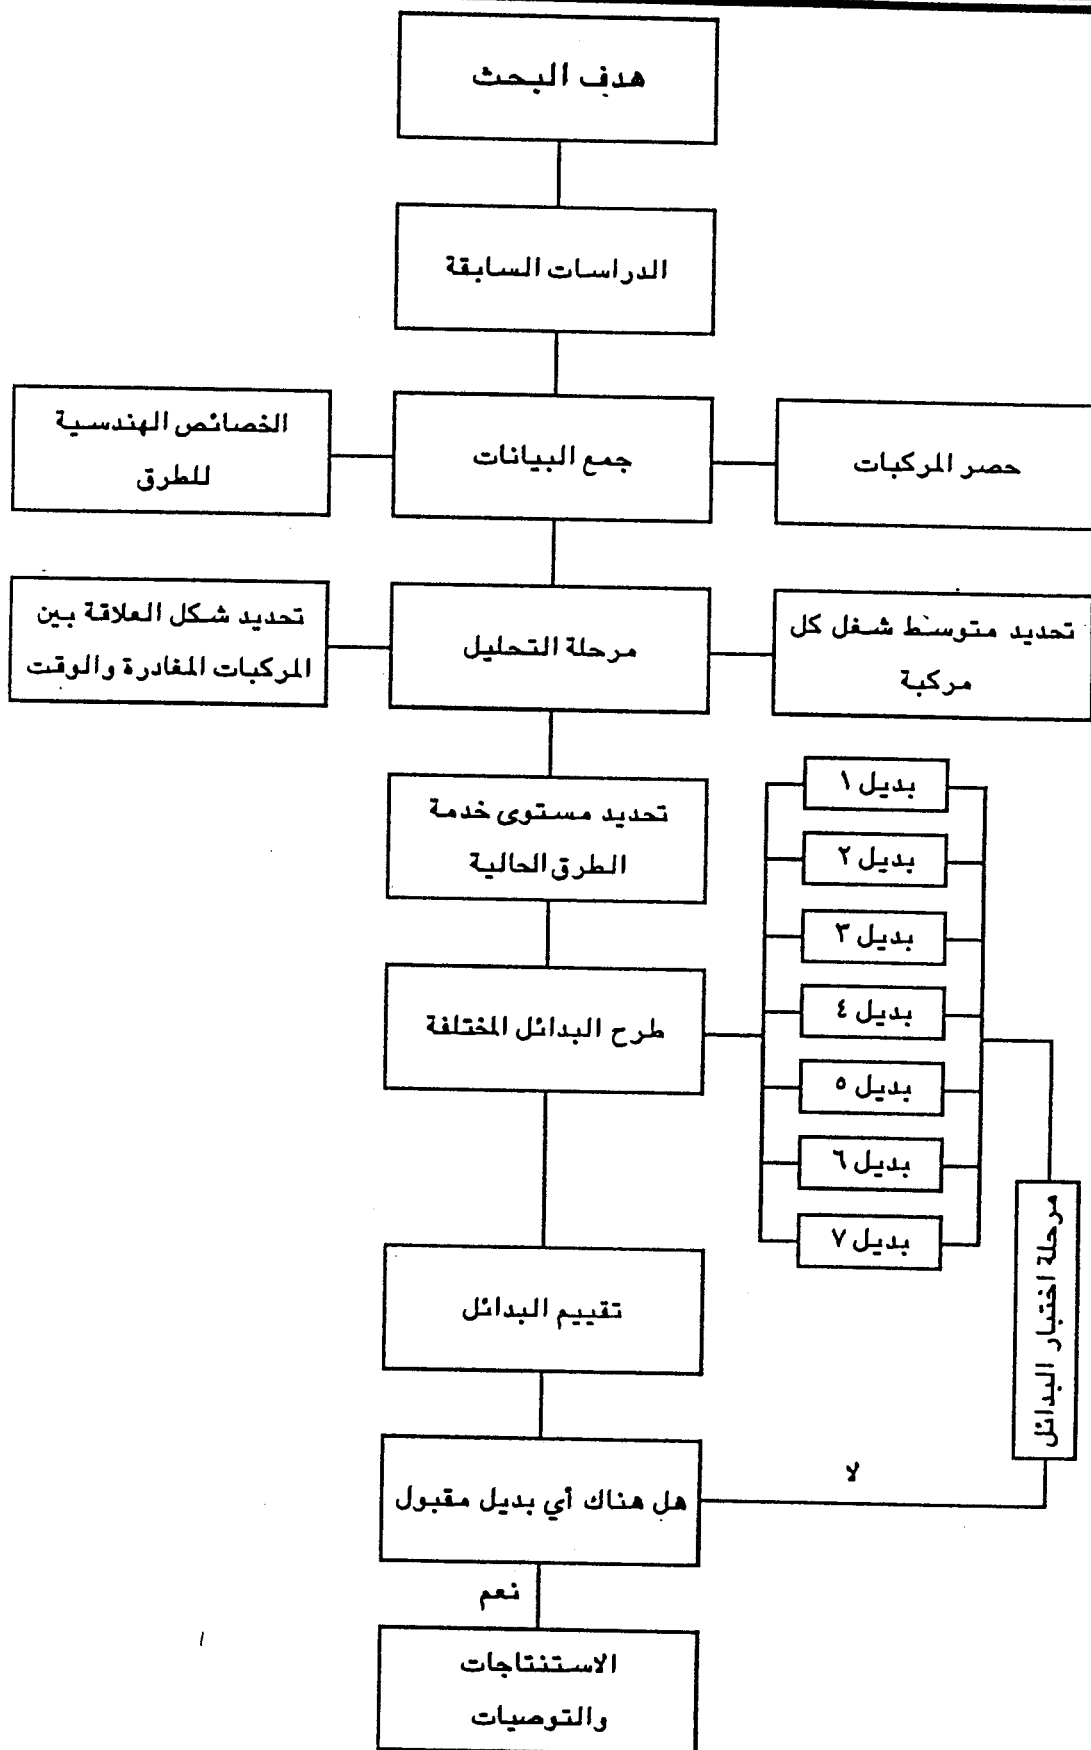 هدف البحث
الدراسات السابقة
حصر المركبات
جمع البيانات
الخصائص الهندسية
للطرق
تحديد متوسط شغل كل
مركبة
مرحلة التحليل
تحديد شكل العلاقة بين
المركبات المغادرة والوقت
تحديد مستوى خدمة
الطرق الحالية
بديل ١
بديل ٢
بديل ٣
بديل ٤
بديل ٥
بديل ٦
بديل ٧
طرح البدائل المختلفة
مرحلة اختبار البدائل
تقييم البدائل
هل هناك أي بديل مقبول
لا
نعم
الاستنتاجات
والتوصيات